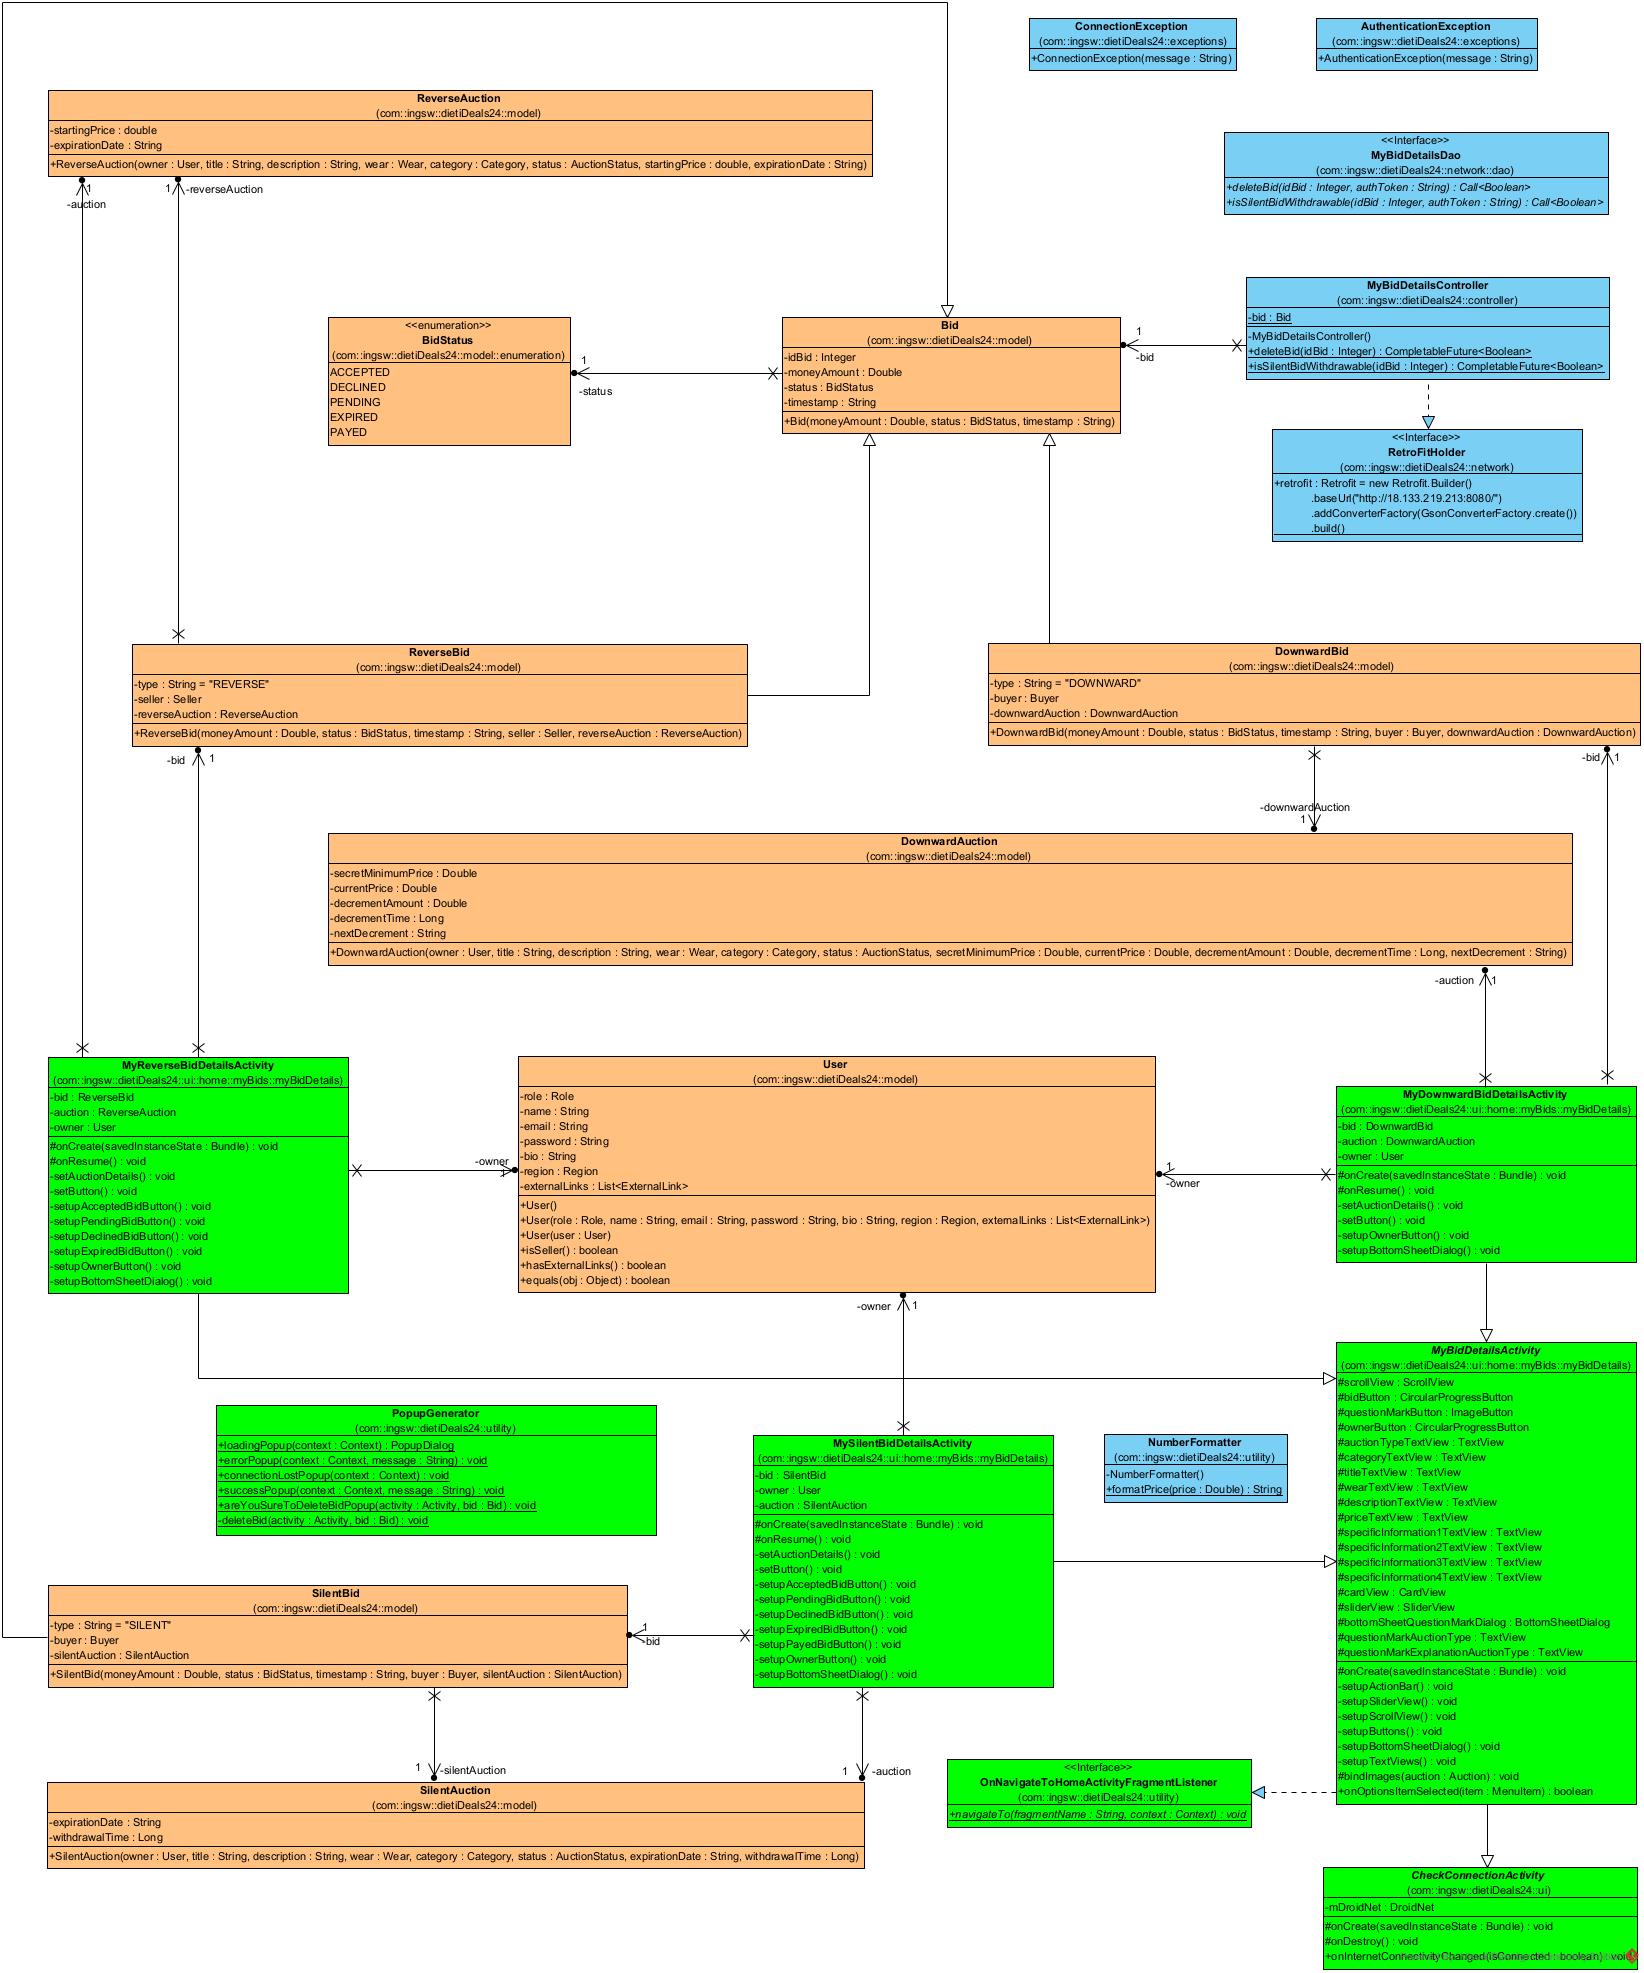 ConnectionException
(com::ingsw::dietiDeals24::exceptions)
+ConnectionException(message : String)
AuthenticationException
(com::ingsw::dietiDeals24::exceptions)
+AuthenticationException(message : String)
ReverseAuction
(com::ingsw::dietiDeals24::model)
-startingPrice : double
-expirationDate : String
+ReverseAuction(owner : User, title : String, description : String, wear : Wear, category : Category, status : AuctionStatus, startingPrice : double, expirationDate : String)
1
-auction
1
-reverseAuction
<<Interface>>
MyBidDetailsDao
(com::ingsw::dietiDeals24::network::dao)
+deleteBid(idBid : Integer, authToken : String) : Call<Boolean>
+isSilentBidWithdrawable(idBid : Integer, authToken : String) : Call<Boolean>
MyBidDetailsController
(com::ingsw::dietiDeals24::controller)
-bid : Bid
-MyBidDetailsController()
+deleteBid(idBid : Integer) : CompletableFuture<Boolean>
+isSilentBidWithdrawable(idBid : Integer) : CompletableFuture<Boolean>
<<enumeration>>
BidStatus
(com::ingsw::dietiDeals24::model::enumeration)
ACCEPTED
DECLINED
PENDING
EXPIRED
PAYED
1
-status
Bid
(com::ingsw::dietiDeals24::model)
-idBid : Integer
-moneyAmount : Double
-status : BidStatus
-timestamp : String
+Bid(moneyAmount : Double, status : BidStatus, timestamp : String)
1
-bid
<<Interface>>
RetroFitHolder
(com::ingsw::dietiDeals24::network)
+retrofit : Retrofit = new Retrofit.Builder()
.baseUrl("http://18.133.219.213:8080/")
.addConverterFactory(GsonConverterFactory.create())
.build()
ReverseBid
(com::ingsw::dietiDeals24::model)
-type : String = "REVERSE"
-seller : Seller
-reverseAuction : ReverseAuction
+ReverseBid(moneyAmount : Double, status : BidStatus, timestamp : String, seller : Seller, reverseAuction : ReverseAuction)
-bid
1
DownwardBid
(com::ingsw::dietiDeals24::model)
-type : String = "DOWNWARD"
-buyer : Buyer
-downwardAuction : DownwardAuction
+DownwardBid(moneyAmount : Double, status : BidStatus, timestamp : String, buyer : Buyer, downwardAuction : DownwardAuction)
-bid
1
-downwardAuction
1
DownwardAuction
(com::ingsw::dietiDeals24::model)
-secretMinimumPrice : Double
-currentPrice : Double
-decrementAmount : Double
-decrementTime : Long
-nextDecrement : String
+DownwardAuction(owner : User, title : String, description : String, wear : Wear, category : Category, status : AuctionStatus, secretMinimumPrice : Double, currentPrice : Double, decrementAmount : Double, decrementTime : Long, nextDecrement : String)
-auction
1
MyReverseBidDetailsActivity
(com::ingsw::dietiDeals24::ui::home::myBids::myBidDetails)
-bid : ReverseBid
-auction : ReverseAuction
-owner : User
#onCreate(savedInstanceState : Bundle) : void
#onResume() : void
-setAuctionDetails() : void
-setButton() : void
-setupAcceptedBidButton() : void
-setupPendingBidButton() : void
-setupDeclinedBidButton() : void
-setupExpiredBidButton() : void
-setupOwnerButton() : void
-setupBottomSheetDialog() : void
-owner
1
User
(com::ingsw::dietiDeals24::model)
-role : Role
-name : String
-email : String
-password : String
-bio : String
-region : Region
-externalLinks : List<ExternalLink>
+User()
+User(role : Role, name : String, email : String, password : String, bio : String, region : Region, externalLinks : List<ExternalLink>)
+User(user : User)
+isSeller() : boolean
+hasExternalLinks() : boolean
+equals(obj : Object) : boolean
1
-owner
-owner
1
MyDownwardBidDetailsActivity
(com::ingsw::dietiDeals24::ui::home::myBids::myBidDetails)
-bid : DownwardBid
-auction : DownwardAuction
-owner : User
#onCreate(savedInstanceState : Bundle) : void
#onResume() : void
-setAuctionDetails() : void
-setButton() : void
-setupOwnerButton() : void
-setupBottomSheetDialog() : void
MyBidDetailsActivity
(com::ingsw::dietiDeals24::ui::home::myBids::myBidDetails)
#scrollView : ScrollView
#bidButton : CircularProgressButton
#questionMarkButton : ImageButton
#ownerButton : CircularProgressButton
#auctionTypeTextView : TextView
#categoryTextView : TextView
#titleTextView : TextView
#wearTextView : TextView
#descriptionTextView : TextView
#priceTextView : TextView
#specificInformation1TextView : TextView
#specificInformation2TextView : TextView
#specificInformation3TextView : TextView
#specificInformation4TextView : TextView
#cardView : CardView
#sliderView : SliderView
#bottomSheetQuestionMarkDialog : BottomSheetDialog
#questionMarkAuctionType : TextView
#questionMarkExplanationAuctionType : TextView
#onCreate(savedInstanceState : Bundle) : void
-setupActionBar() : void
-setupSliderView() : void
-setupScrollView() : void
-setupButtons() : void
-setupBottomSheetDialog() : void
-setupTextViews() : void
#bindImages(auction : Auction) : void
+onOptionsItemSelected(item : MenuItem) : boolean
PopupGenerator
(com::ingsw::dietiDeals24::utility)
+loadingPopup(context : Context) : PopupDialog
+errorPopup(context : Context, message : String) : void
+connectionLostPopup(context : Context) : void
+successPopup(context : Context, message : String) : void
+areYouSureToDeleteBidPopup(activity : Activity, bid : Bid) : void
-deleteBid(activity : Activity, bid : Bid) : void
MySilentBidDetailsActivity
(com::ingsw::dietiDeals24::ui::home::myBids::myBidDetails)
-bid : SilentBid
-owner : User
-auction : SilentAuction
#onCreate(savedInstanceState : Bundle) : void
#onResume() : void
-setAuctionDetails() : void
-setButton() : void
-setupAcceptedBidButton() : void
-setupPendingBidButton() : void
-setupDeclinedBidButton() : void
-setupExpiredBidButton() : void
-setupPayedBidButton() : void
-setupOwnerButton() : void
-setupBottomSheetDialog() : void
NumberFormatter
(com::ingsw::dietiDeals24::utility)
-NumberFormatter()
+formatPrice(price : Double) : String
SilentBid
(com::ingsw::dietiDeals24::model)
-type : String = "SILENT"
-buyer : Buyer
-silentAuction : SilentAuction
+SilentBid(moneyAmount : Double, status : BidStatus, timestamp : String, buyer : Buyer, silentAuction : SilentAuction)
1
-bid
1
-silentAuction
1
-auction
SilentAuction
(com::ingsw::dietiDeals24::model)
-expirationDate : String
-withdrawalTime : Long
+SilentAuction(owner : User, title : String, description : String, wear : Wear, category : Category, status : AuctionStatus, expirationDate : String, withdrawalTime : Long)
<<Interface>>
OnNavigateToHomeActivityFragmentListener
(com::ingsw::dietiDeals24::utility)
+navigateTo(fragmentName : String, context : Context) : void
CheckConnectionActivity
(com::ingsw::dietiDeals24::ui)
-mDroidNet : DroidNet
#onCreate(savedInstanceState : Bundle) : void
#onDestroy() : void
+onInternetConnectivityChanged(isConnected : boolean) : void